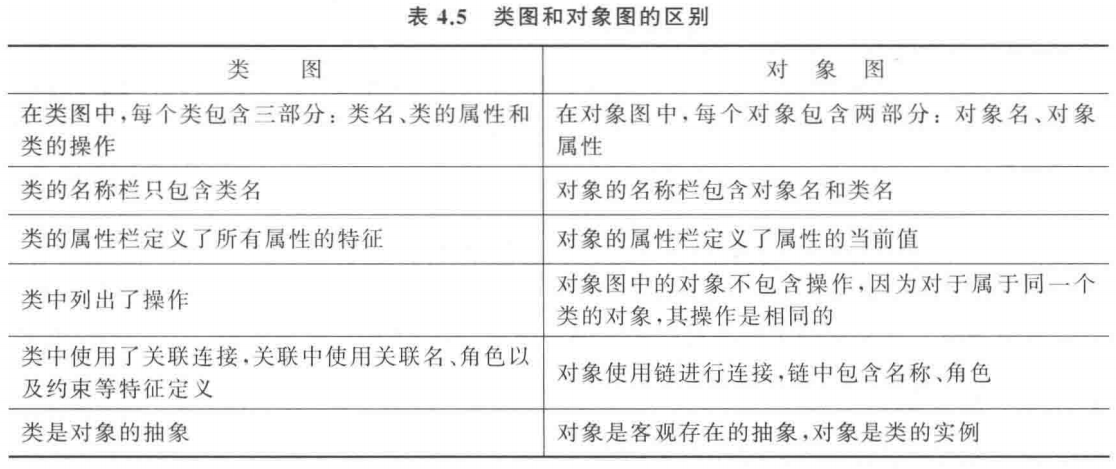 表 4.5 类图和对象图的区别
类 图
对 象 图
在类图中,每个类包含三部分:类名、类的属性和
类的操作
在对象图中,每个对象包含两部分:对象名、对象
属性
类的名称栏只包含类名
对象的名称栏包含对象名和类名
类的属性栏定义了所有属性的特征
对象的属性栏定义了属性的当前值
类中列出了操作
对象图中的对象不包含操作,因为对于属于同一个
类的对象,其操作是相同的
类中使用了关联连接,关联中使用关联名、角色以
及约束等特征定义
对象使用链进行连接,链中包含名称、角色
类是对象的抽象
对象是客观存在的抽象,对象是类的实例